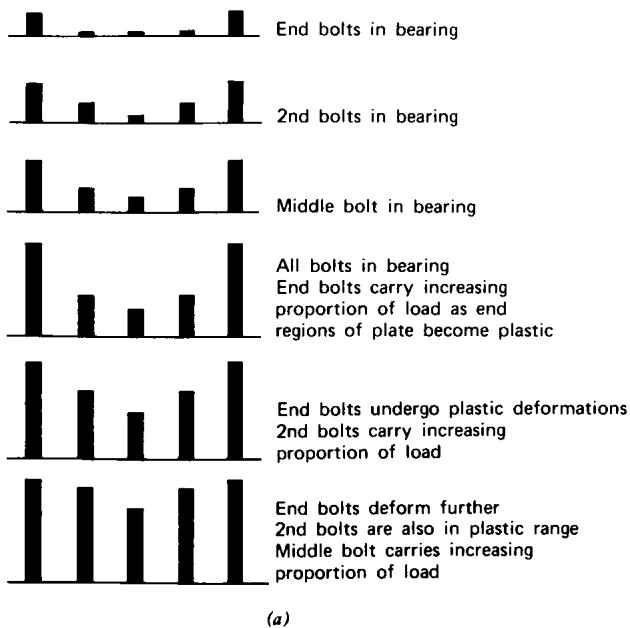 End bolts in bearing
2nd bolts in bearing
Middle bolt in bearing
All bolts in bearing
End bolts carry increasing
proportion of load as end
regions of plate become plastic
End bolts undergo plastic deformations
2nd bolts carry increasing
proportion of load
End bolts deform further
2nd bolts are also in plastic range
Middle bolt carries increasing
proportion of load
(a)